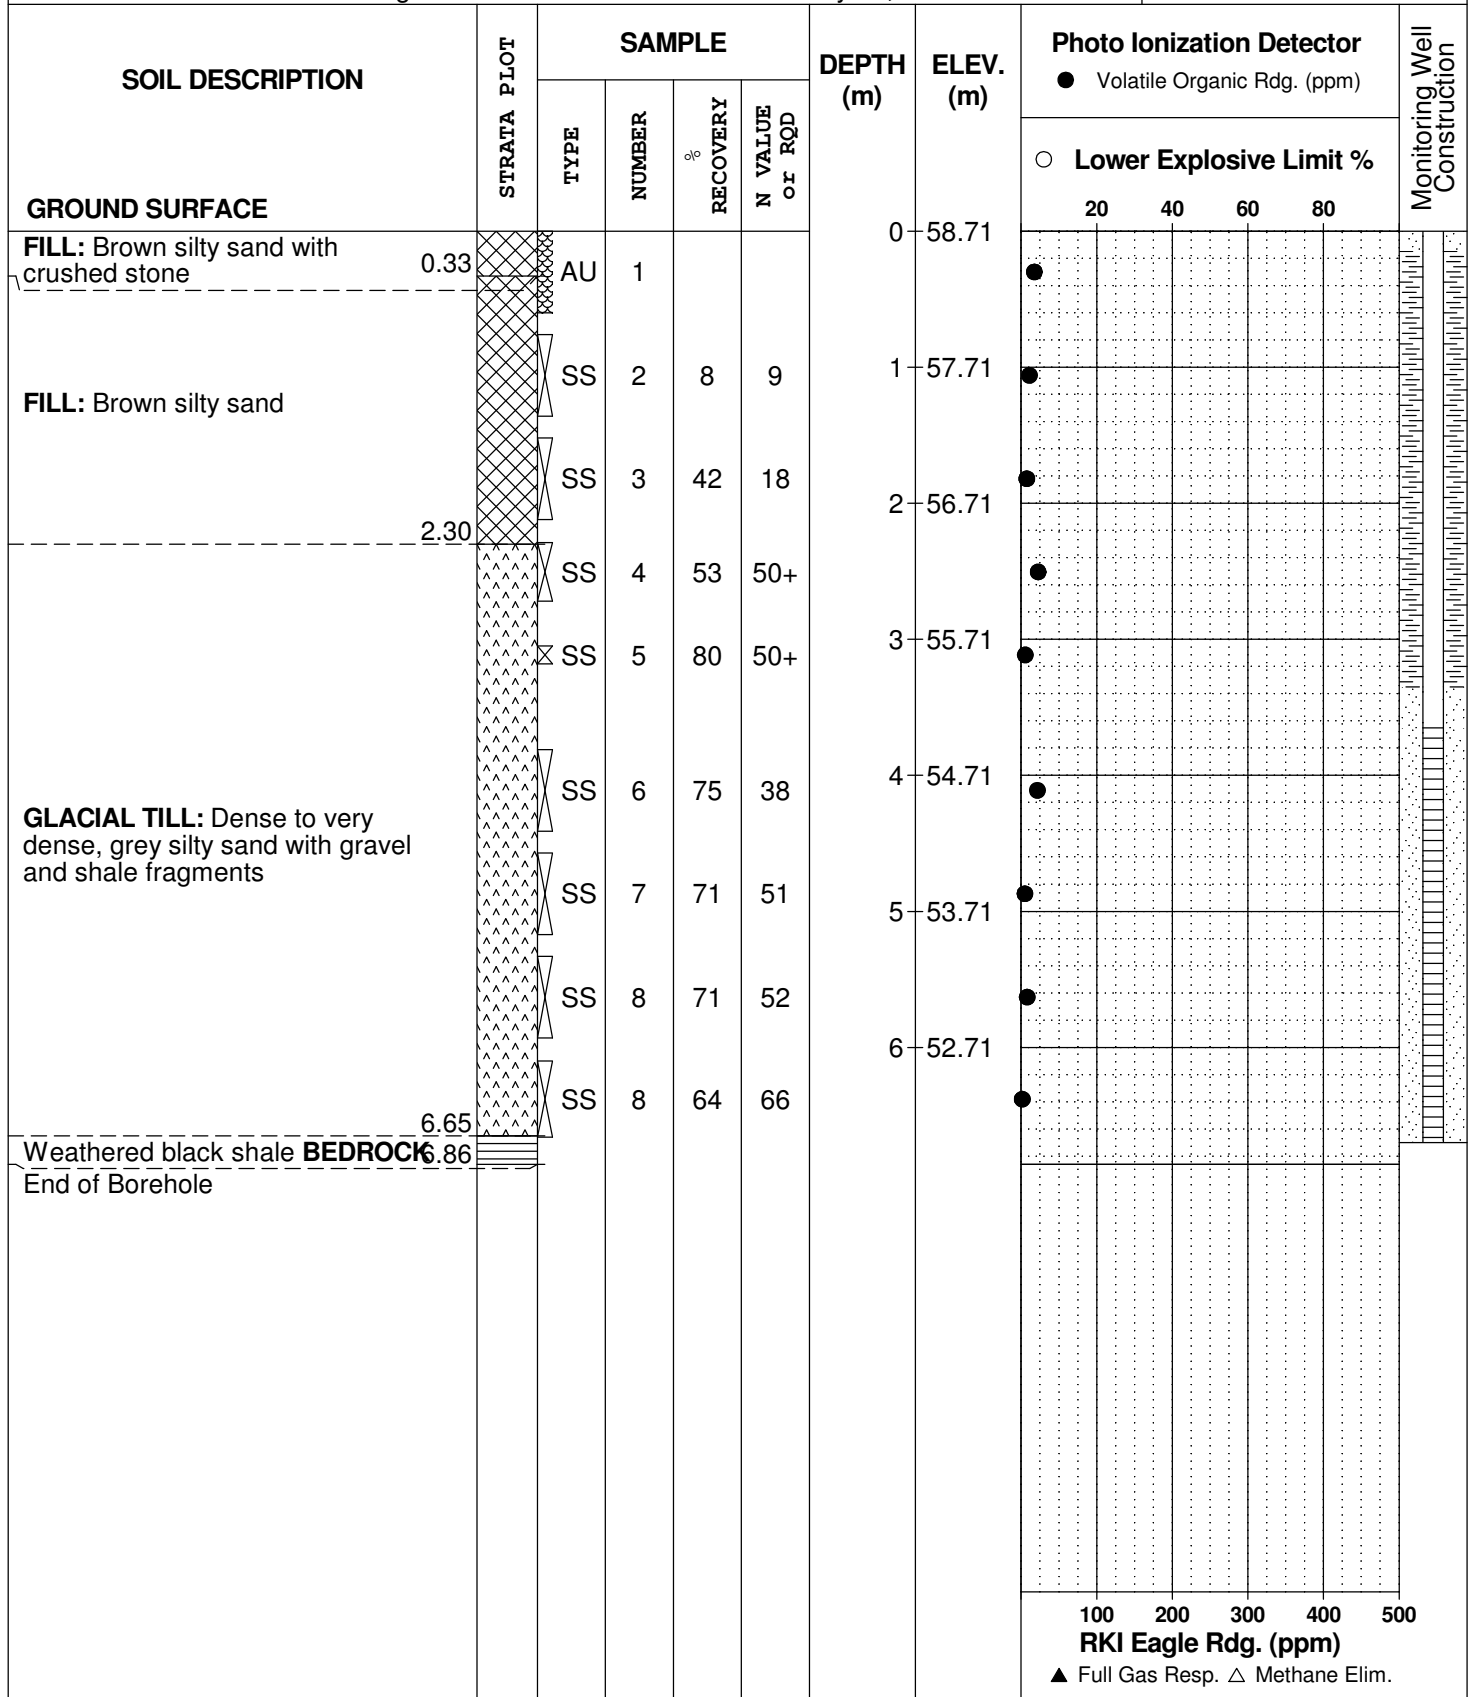 SOIL DESCRIPTION
GROUND SURFACE
STRATA PLOT
SAMPLE
TYPE
NUMBER
%
RECOVERY
N VALUE
or RQD
DEPTH
(m)
ELEV.
(m)
Photo Ionization Detector
● Volatile Organic Rdg. (ppm)
○ Lower Explosive Limit %
20 40 60 80
Monitoring Well
Construction
0 58.71
FILL: Brown silty sand with
crushed stone
0.33
AU 1
SS 2 8 9
1 57.71
FILL: Brown silty sand
SS 3 42 18
2 56.71
2.30
SS 4 53 50+
3 55.71
SS 5 80 50+
4 54.71
SS 6 75 38
GLACIAL TILL: Dense to very
dense, grey silty sand with gravel
and shale fragments
SS 7 71 51
5 53.71
SS 8 71 52
6 52.71
SS 8 64 66
6.65
Weathered black shale BEDROCK
6.86
End of Borehole
100 200 300 400 500
RKI Eagle Rdg. (ppm)
▲ Full Gas Resp. △ Methane Elim.